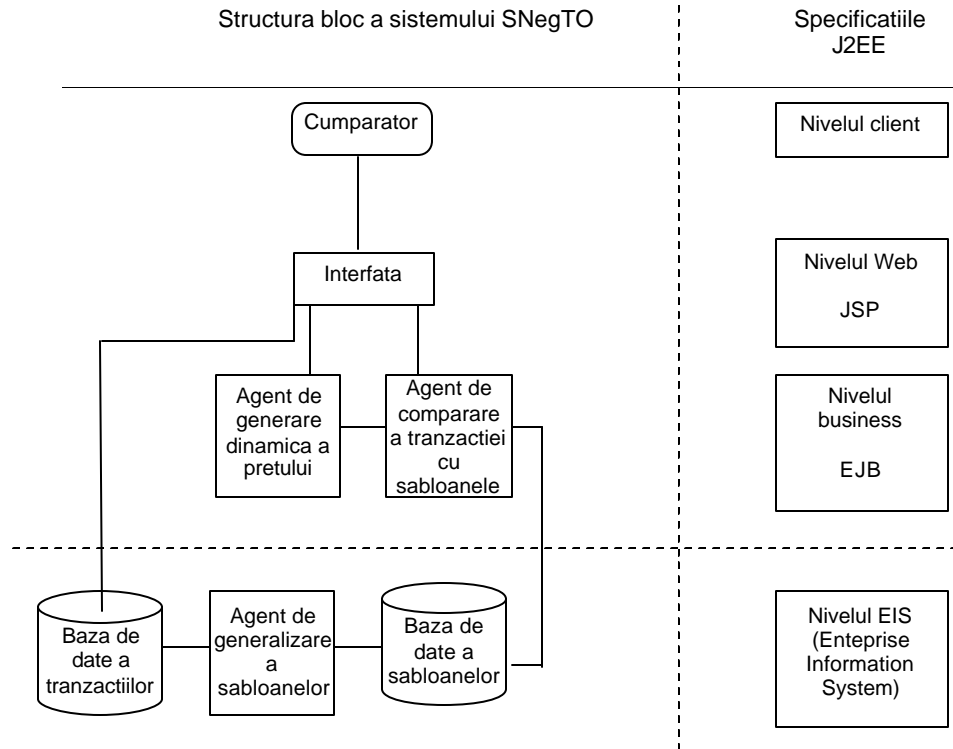 Structura bloc a sistemului SNegTO
Specificatiile
J2EE
Cumparator
Nivelul client
Interfata
Nivelul Web
JSP
Agent de
generare
dinamica a
pretului
Agent de
comparare
a tranzactiei
cu
sabloanele
Nivelul
business
EJB
Baza de
date a
tranzactiilor
Agent de
generalizare
a
sabloanelor
Baza de
date a
sabloanelor
Nivelul EIS
(Enteprise
Information
System)